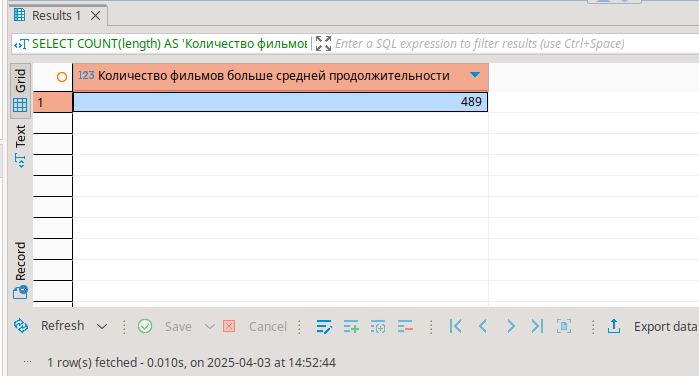 Results 1
SELECT COUNT(length) AS 'Количество фильмов Enter a SQL expression to filter results (use Ctrl+Space)
Grid
123 Количество фильмов больше средней продолжительности
1 489
Text
Record
Refresh Save Cancel Export data
... 1 row(s) fetched - 0.010s, on 2025-04-03 at 14:52:44